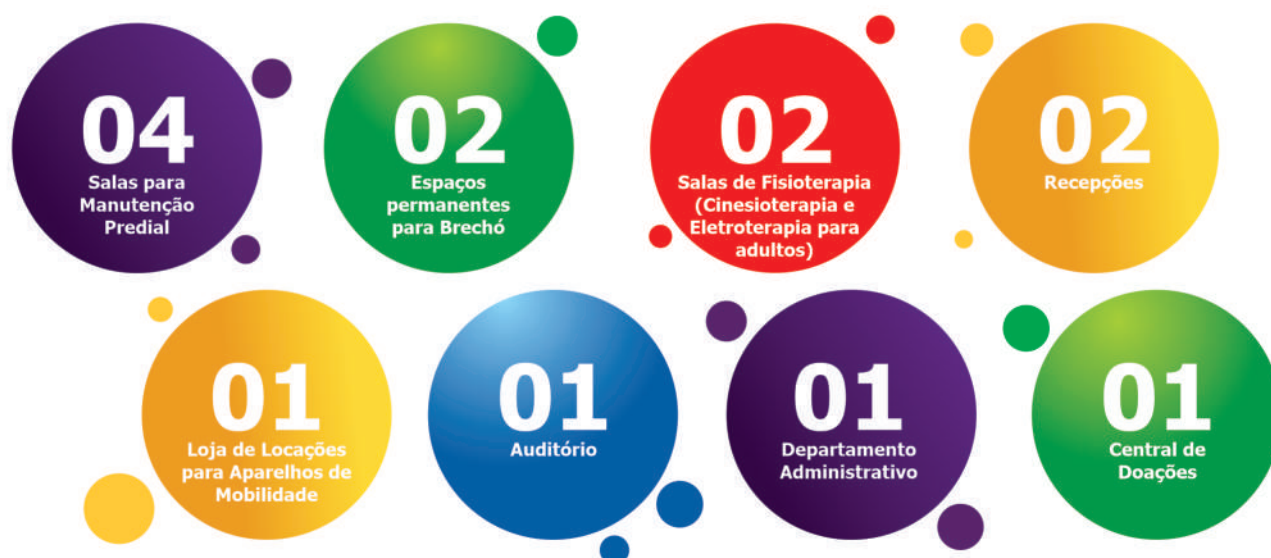 04
Salas para
Manutenção
Predial
02
Espaços
permanentes
para Brechó
02
Salas de Fisioterapia
(Cinesioterapia e
Eletroterapia para
adultos)
02
Recepções
01
Loja de Locações
para Aparelhos de
Mobilidade
01
Auditório
01
Departamento
Administrativo
01
Central de
Doações